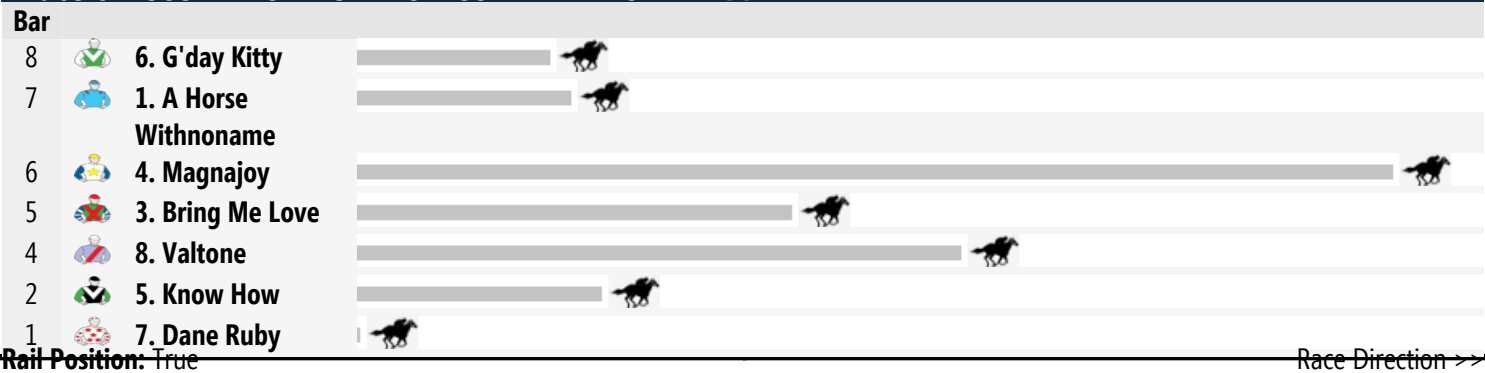 Bar
8 6. G'day Kitty
7 1. A Horse
Withnoname
6 4. Magnajoy
5 3. Bring Me Love
4 8. Valtone
2 5. Know How
1 7. Dane Ruby
Rail Position: True Race Direction >>